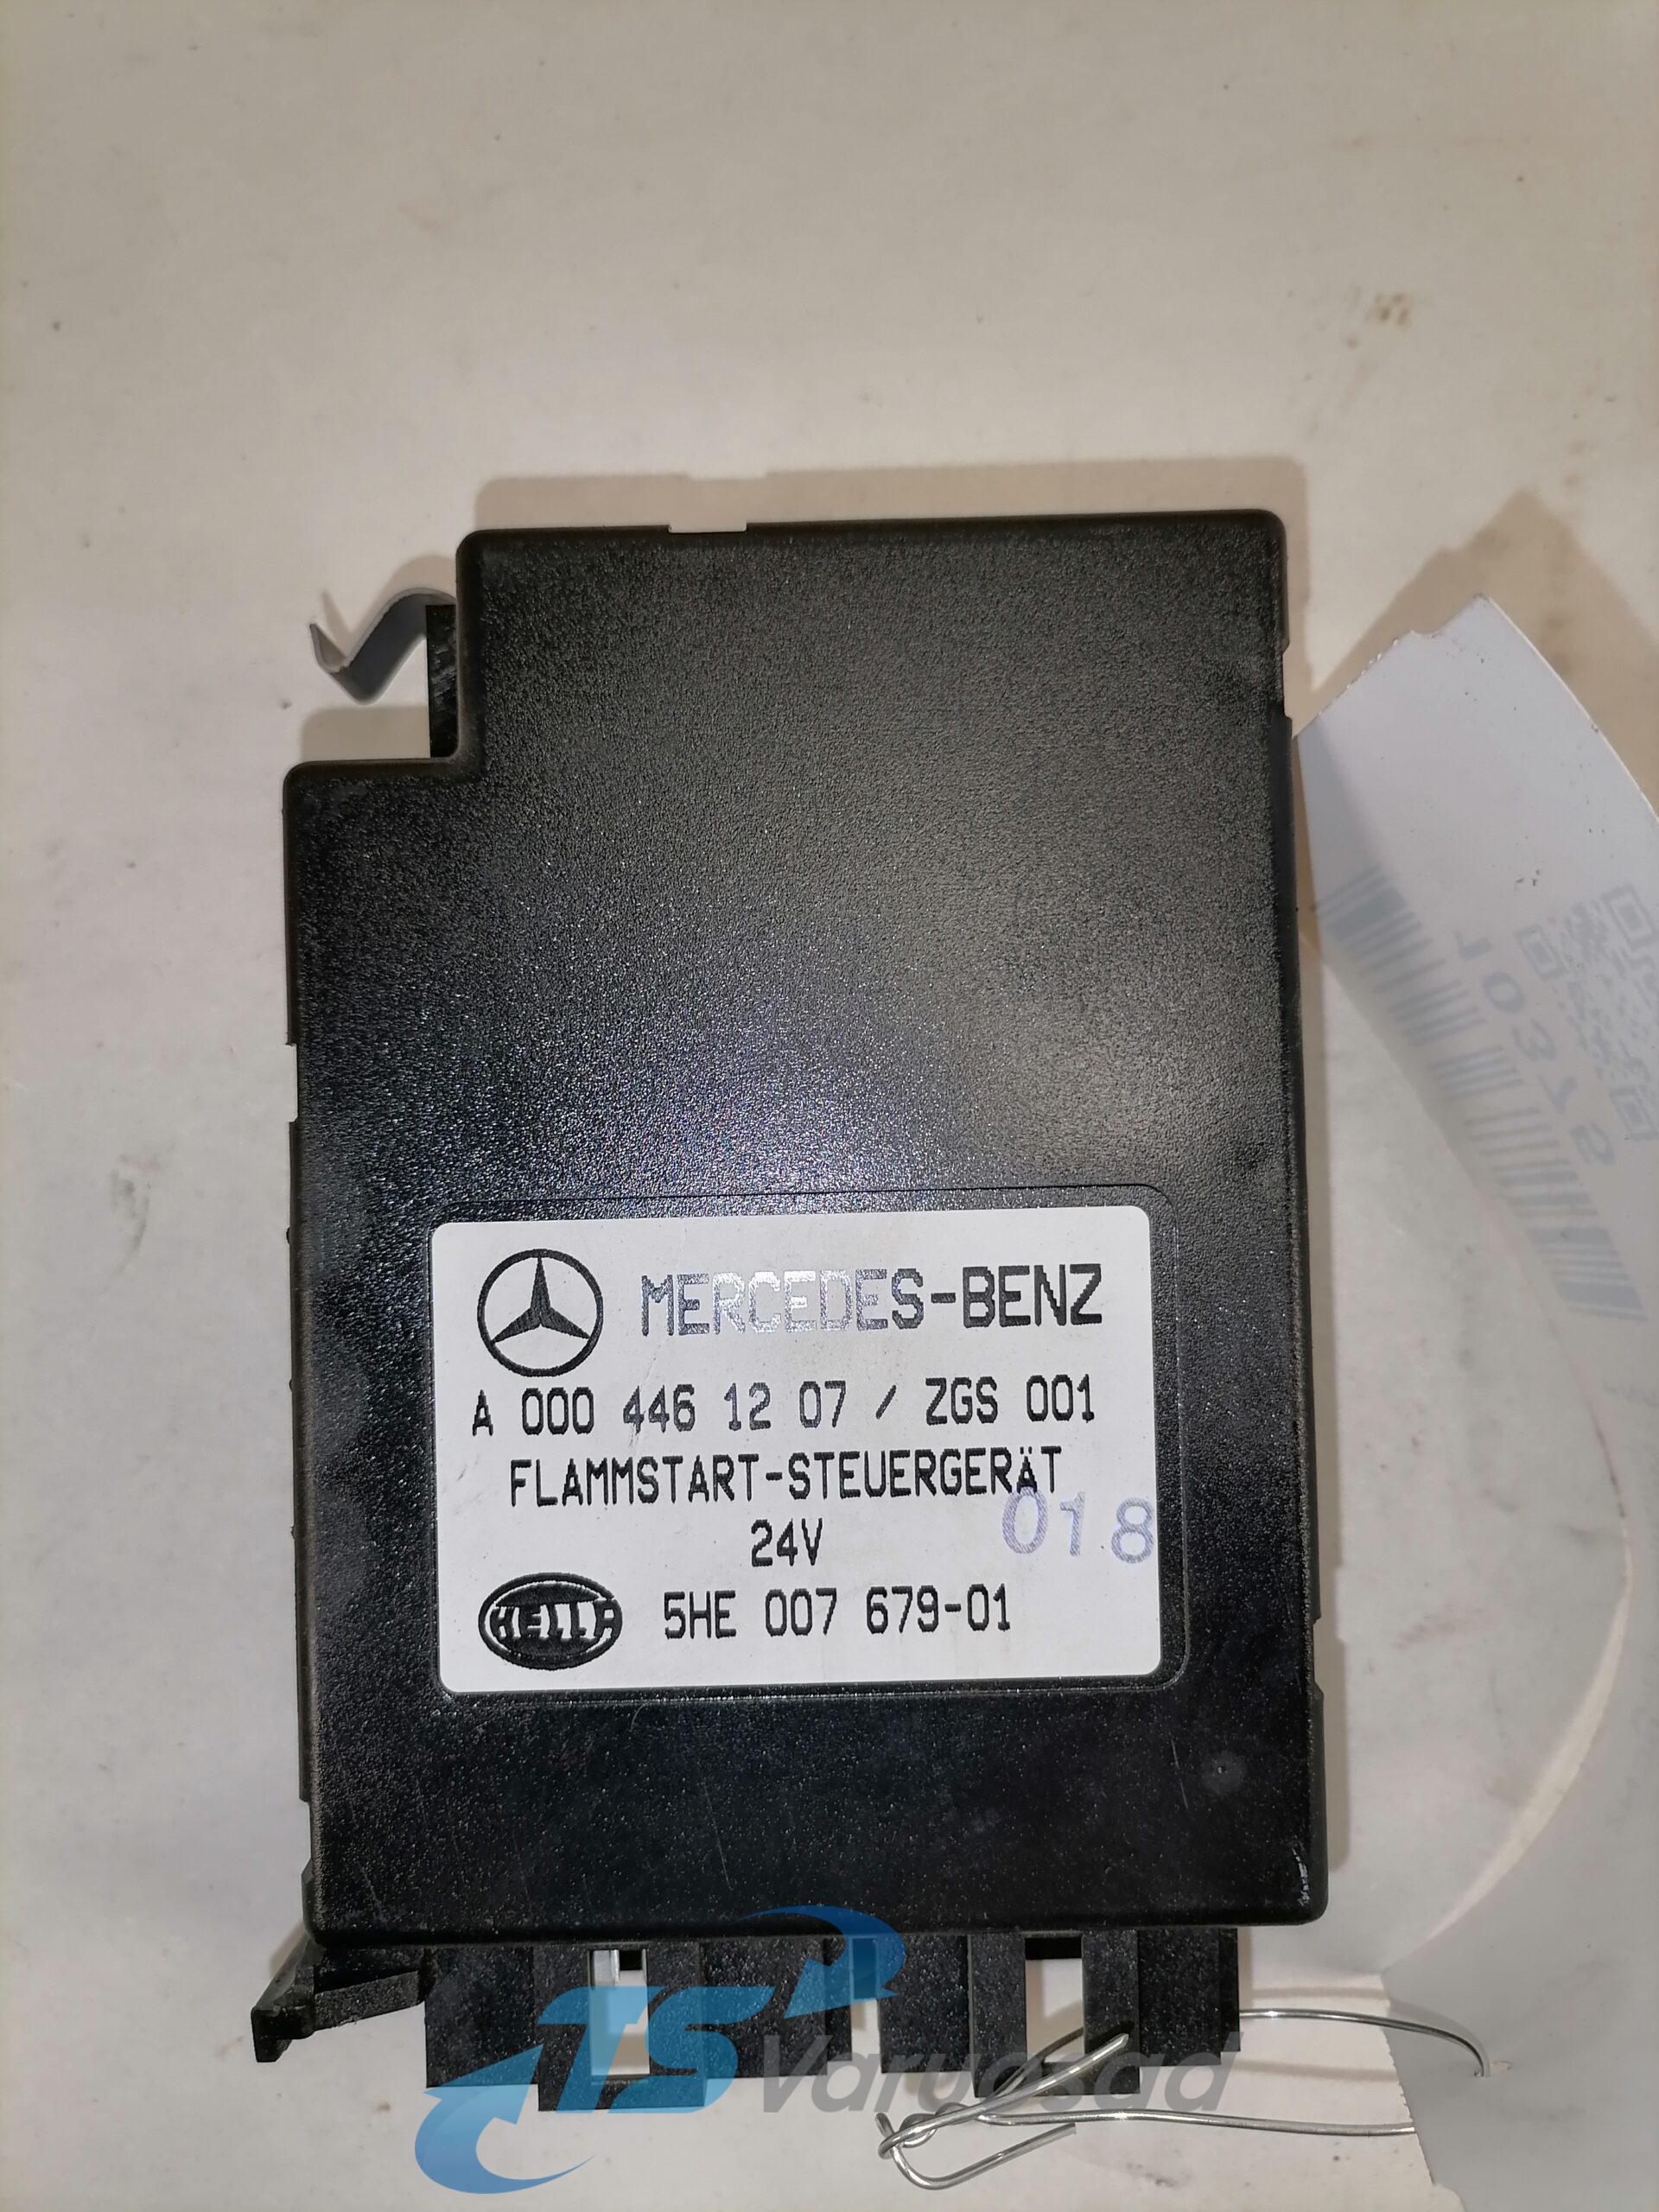 MERCEDES-BENZ
A 000 446 12 07 / ZGS 001
FLAMMSTART-STEUERGERÄT
018
24V
HELLA 5HE 007 679-01
TS Varuosad